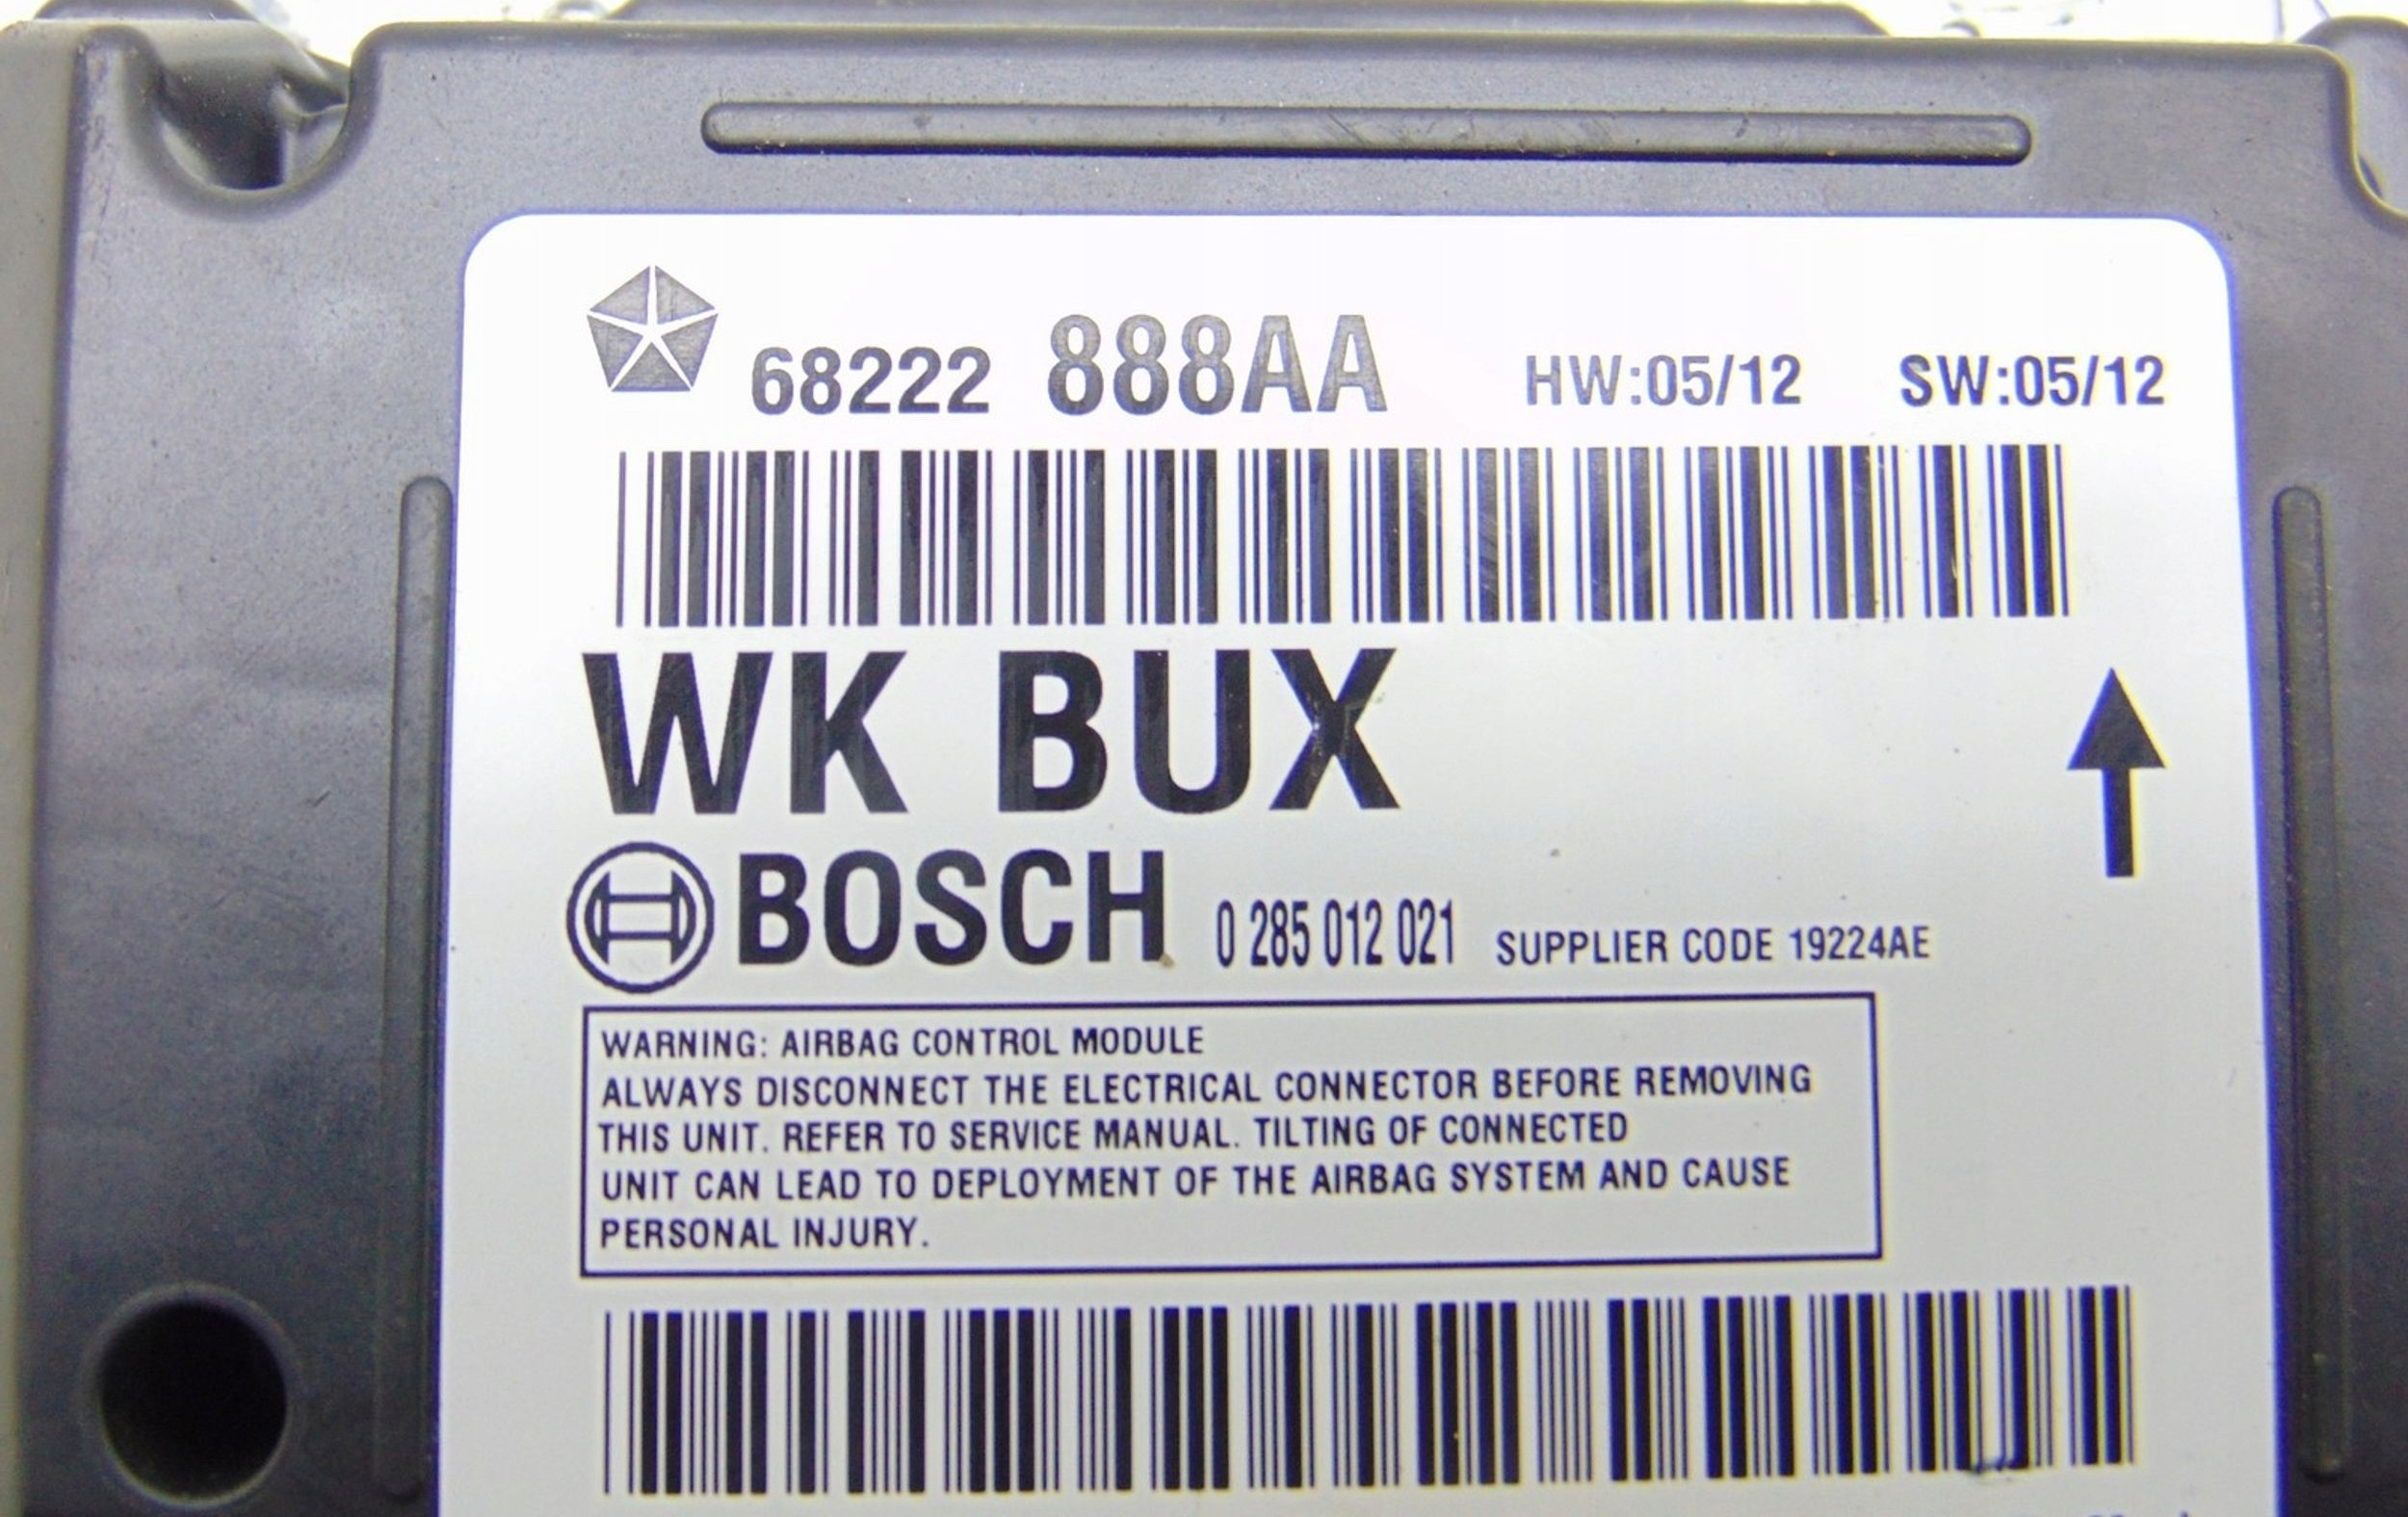 68222 888AA HW:05/12 SW:05/12
WK BUX
BOSCH 0 285 012 021 SUPPLIER CODE 19224AE
WARNING: AIRBAG CONTROL MODULE
ALWAYS DISCONNECT THE ELECTRICAL CONNECTOR BEFORE REMOVING
THIS UNIT. REFER TO SERVICE MANUAL. TILTING OF CONNECTED
UNIT CAN LEAD TO DEPLOYMENT OF THE AIRBAG SYSTEM AND CAUSE
PERSONAL INJURY.